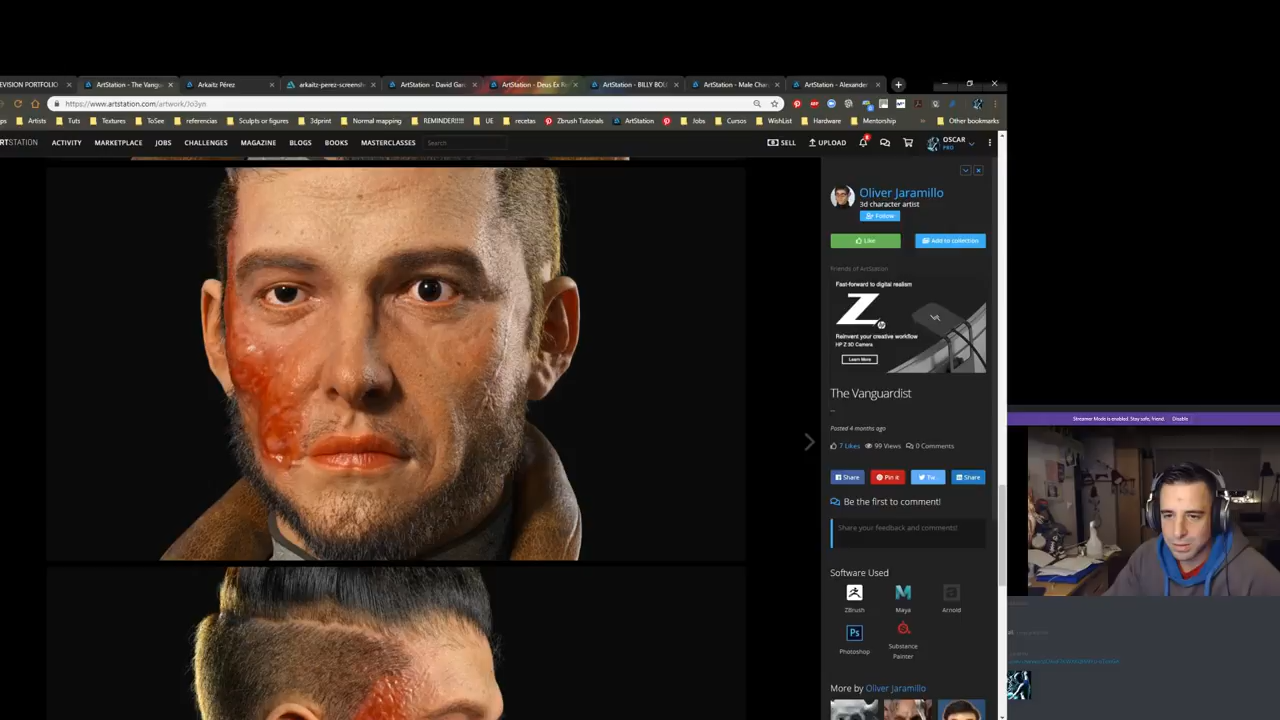 EVISION PORTFOLIO
ArtStation - The Vangu
Arkaitz Pérez
arkaitz-perez-screensh
ArtStation - David Gar
ArtStation - Deus Ex F
ArtStation - BILLY BOU
ArtStation - Male Char
ArtStation - Alexander
https://www.artstation.com/artwork/Jo3yn
ps
Artists
Tuts
Textures
ToSee
referencias
Sculpts or figures
3dprint
Normal mapping
REMINDER!!!!!
UE
recetas
Zbrush Tutorials
ArtStation
Jobs
Cursos
WishList
Hardware
Mentorship
Other bookmarks
RTSTATION
ACTIVITY
MARKETPLACE
JOBS
CHALLENGES
MAGAZINE
BLOGS
BOOKS
MASTERCLASSES
Search
SELL
UPLOAD
OSCAR
PRO
Oliver Jaramillo
3d character artist
Follow
Like
Add to collection
Friends of ArtStation
Fast-forward to digital realism
Z
Reinvent your creative workflow
HP Z 3D Camera
Learn More
The Vanguardist
--
Posted 4 months ago
7 Likes 99 Views 0 Comments
Share
Pin it
Tw...
Share
Be the first to comment!
Share your feedback and comments!
Software Used
ZBrush
Maya
Arnold
Ps
Photoshop
Substance
Painter
More by Oliver Jaramillo
Streamer Mode is enabled. Stay safe, friend. Disable